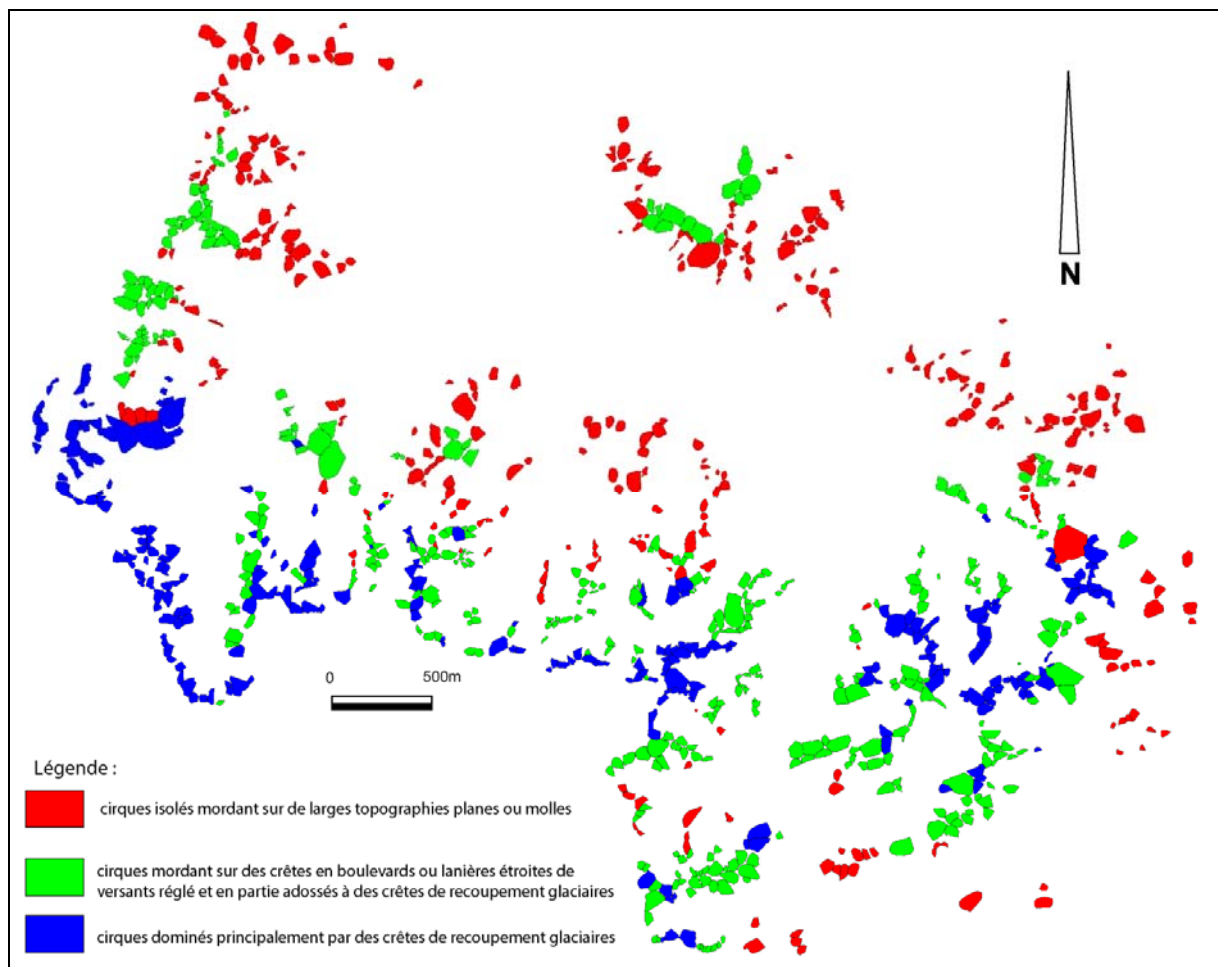 N
0 500m
Légende :
cirques isolés mordant sur de larges topographies planes ou molles
cirques mordant sur des crêtes en boulevards ou lanières étroites de
versants réglé et en partie adossés à des crêtes de recoupement glaciaires
cirques dominés principalement par des crêtes de recoupement glaciaires